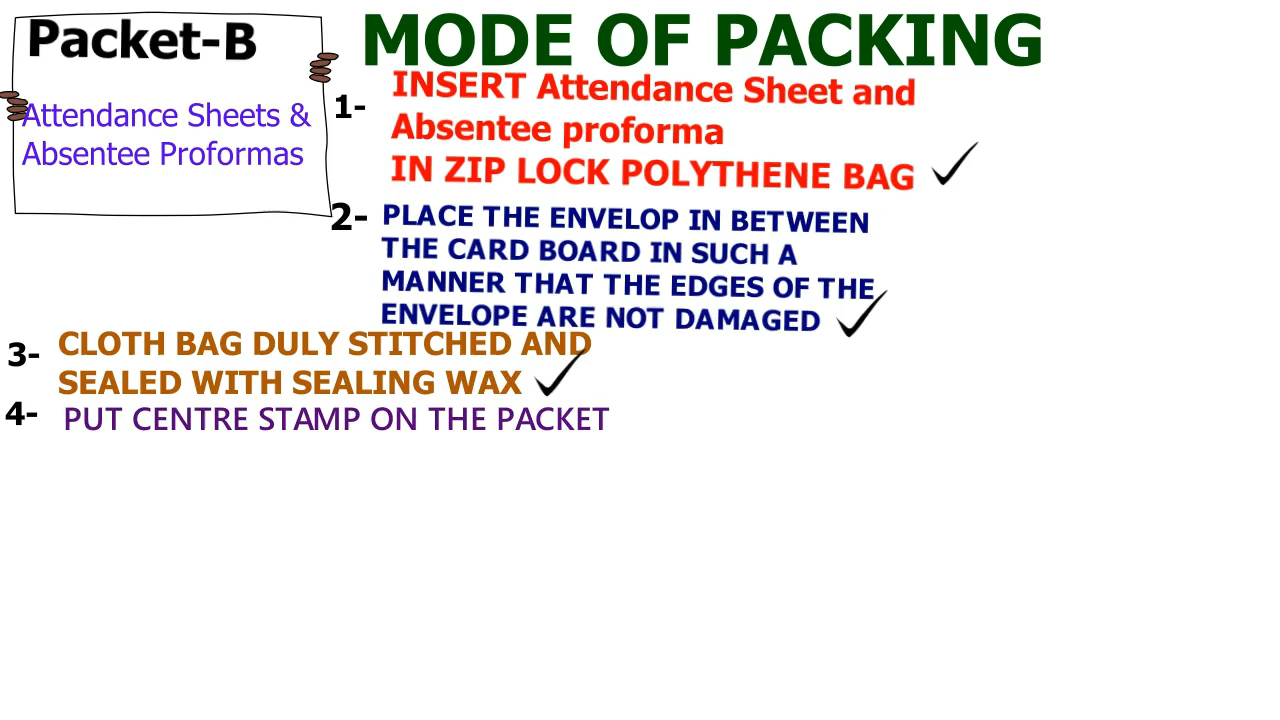 Packet-B
Attendance Sheets &
Absentee Proformas
MODE OF PACKING
1-
INSERT Attendance Sheet and
Absentee proforma
IN ZIP LOCK POLYTHENE BAG
2-
PLACE THE ENVELOP IN BETWEEN
THE CARD BOARD IN SUCH A
MANNER THAT THE EDGES OF THE
ENVELOPE ARE NOT DAMAGED
3-
CLOTH BAG DULY STITCHED AND
SEALED WITH SEALING WAX
4-
PUT CENTRE STAMP ON THE PACKET